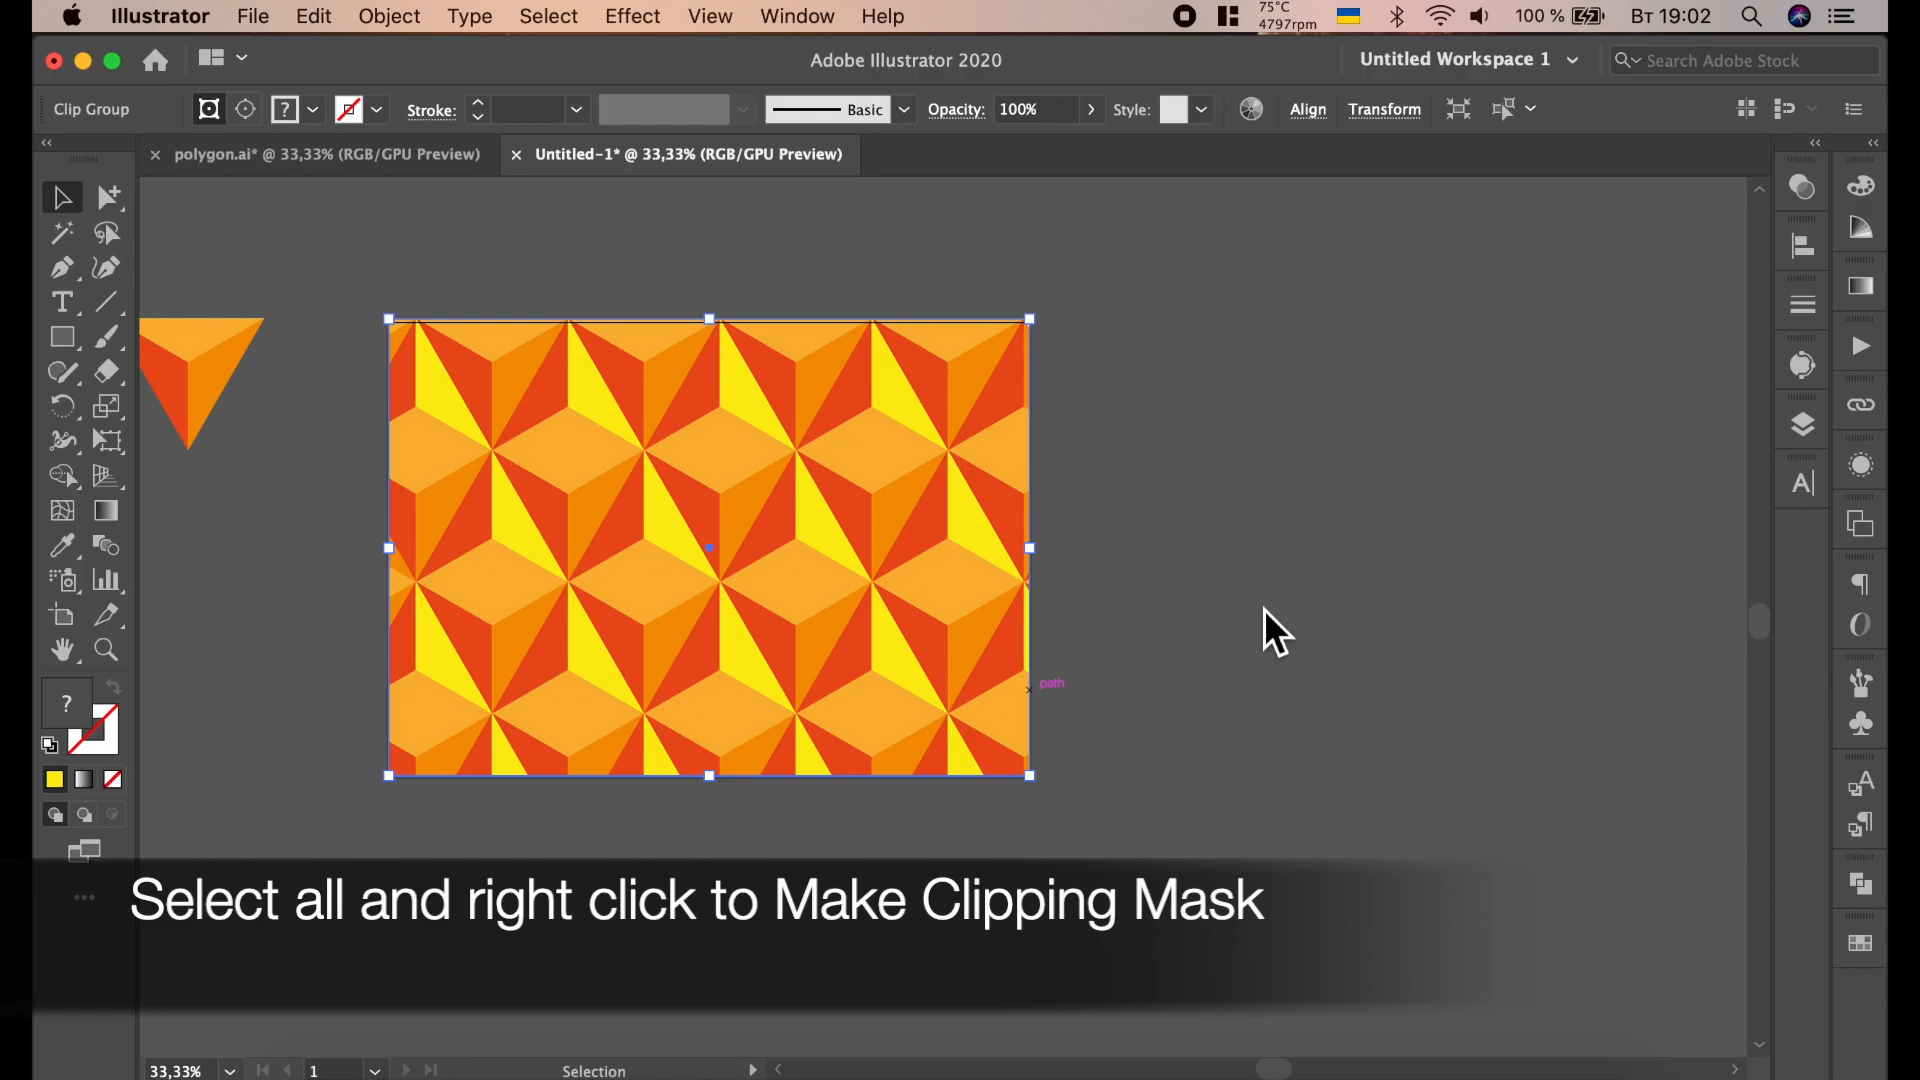 Illustrator File Edit Object Type Select Effect View Window Help
75°C
4797rpm
100 % Вт 19:02
Adobe Illustrator 2020
Untitled Workspace 1
Search Adobe Stock
Clip Group ? Stroke: Basic Opacity: 100% Style: Align Transform
polygon.ai* @ 33,33% (RGB/GPU Preview) Untitled-1* @ 33,33% (RGB/GPU Preview)
path
?
Select all and right click to Make Clipping Mask
33,33% 1 Selection